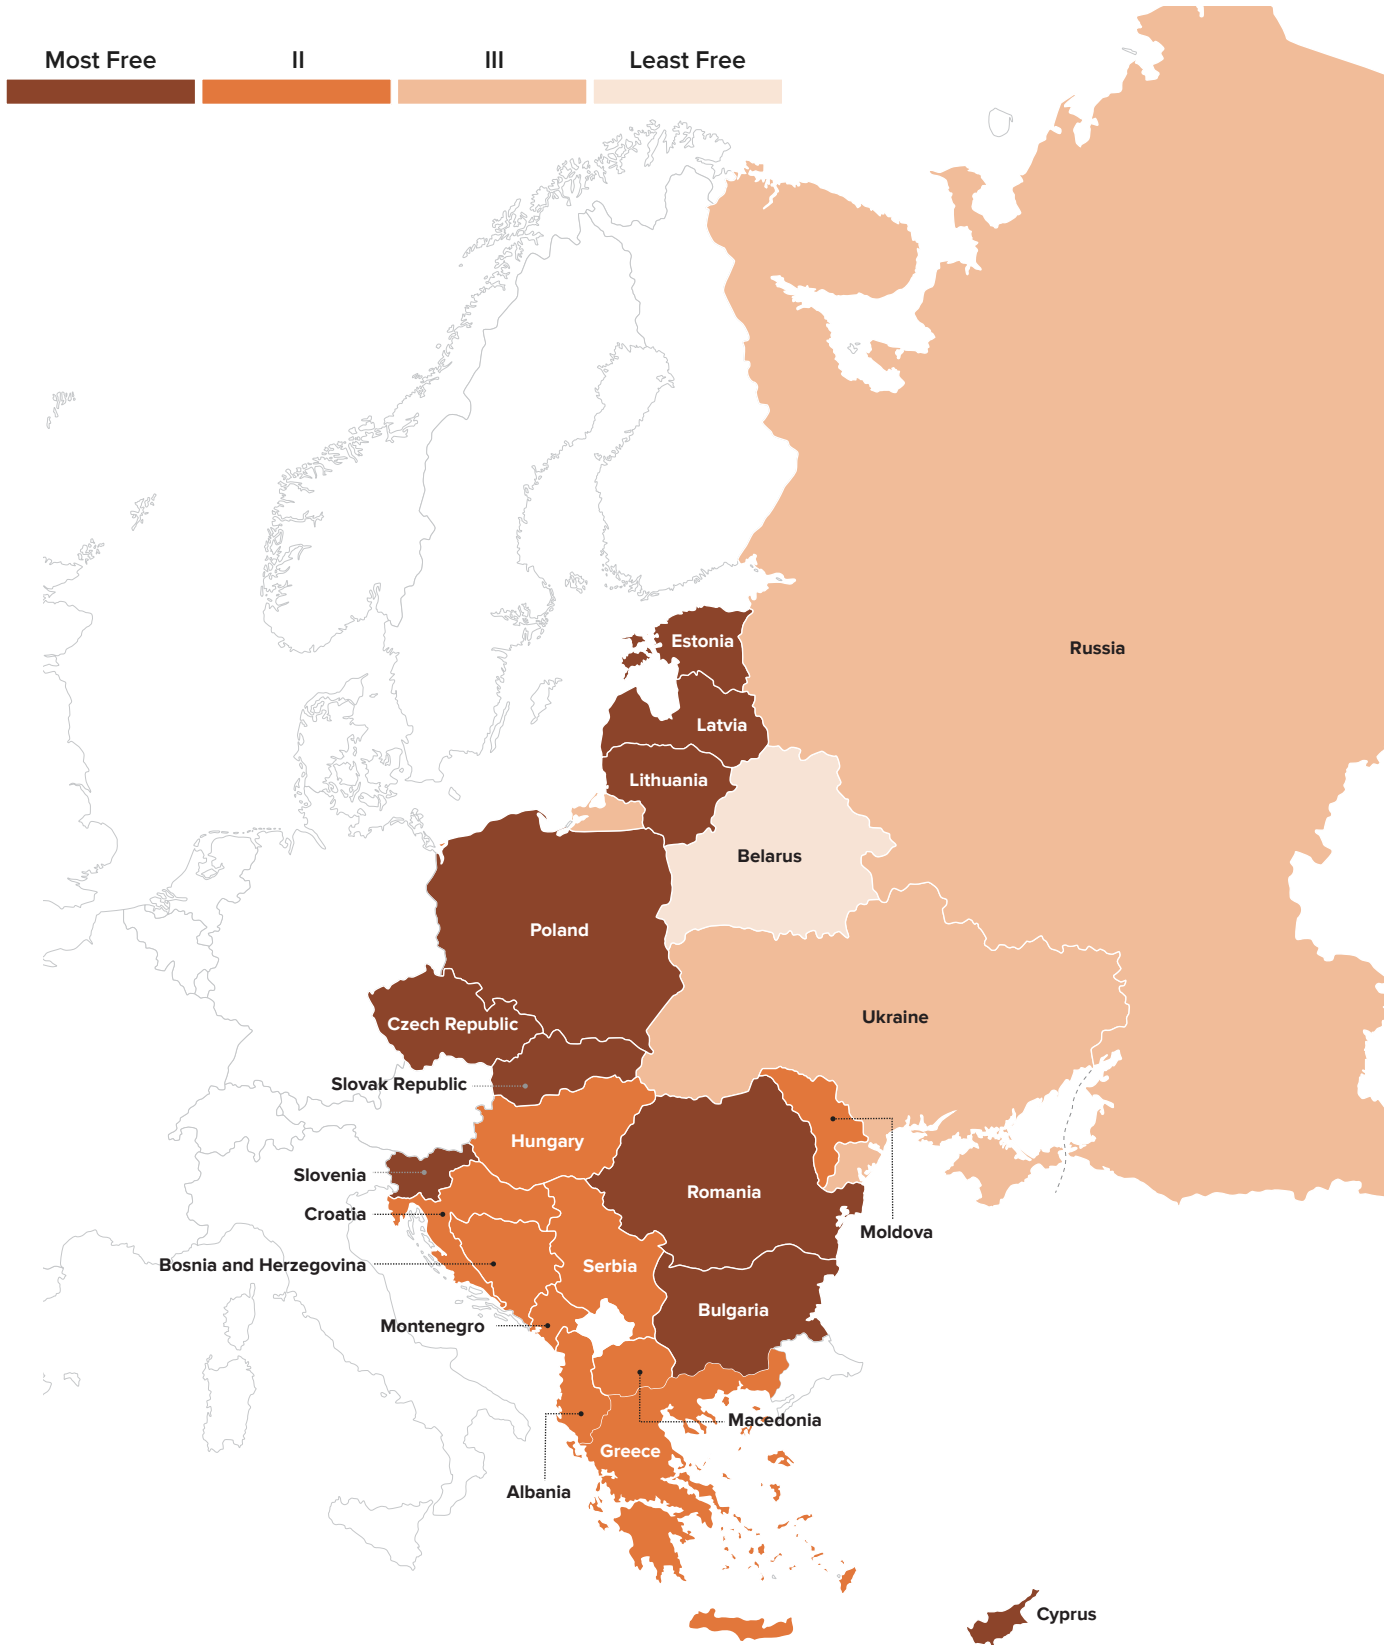 Most Free
II
III
Least Free
Estonia
Russia
Latvia
Lithuania
Belarus
Poland
Ukraine
Czech Republic
Slovak Republic
Hungary
Slovenia
Romania
Croatia
Moldova
Bosnia and Herzegovina
Serbia
Bulgaria
Montenegro
Macedonia
Greece
Albania
Cyprus